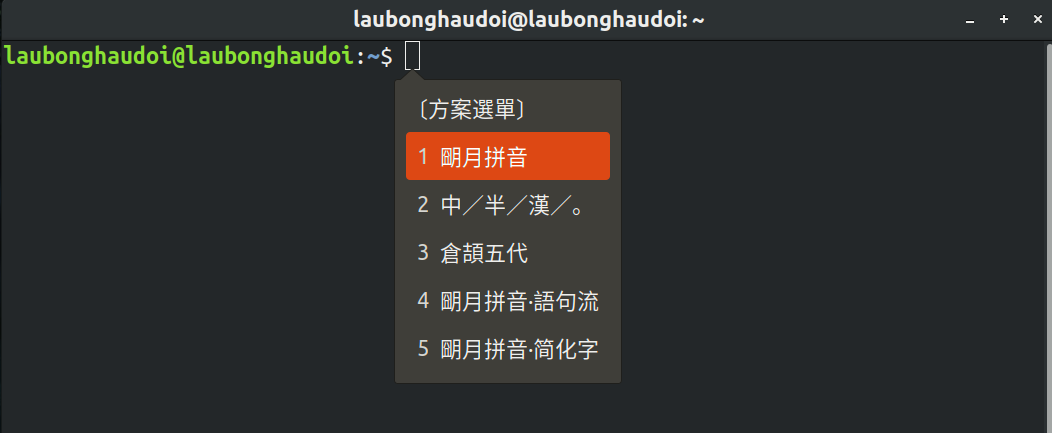 laubonghaudoi@laubonghaudoi: ~
laubonghaudoi@laubonghaudoi:~$
〔方案選單〕
1 朙月拼音
2 中／半／漢／。
3 倉頡五代
4 朙月拼音·語句流
5 朙月拼音·简化字